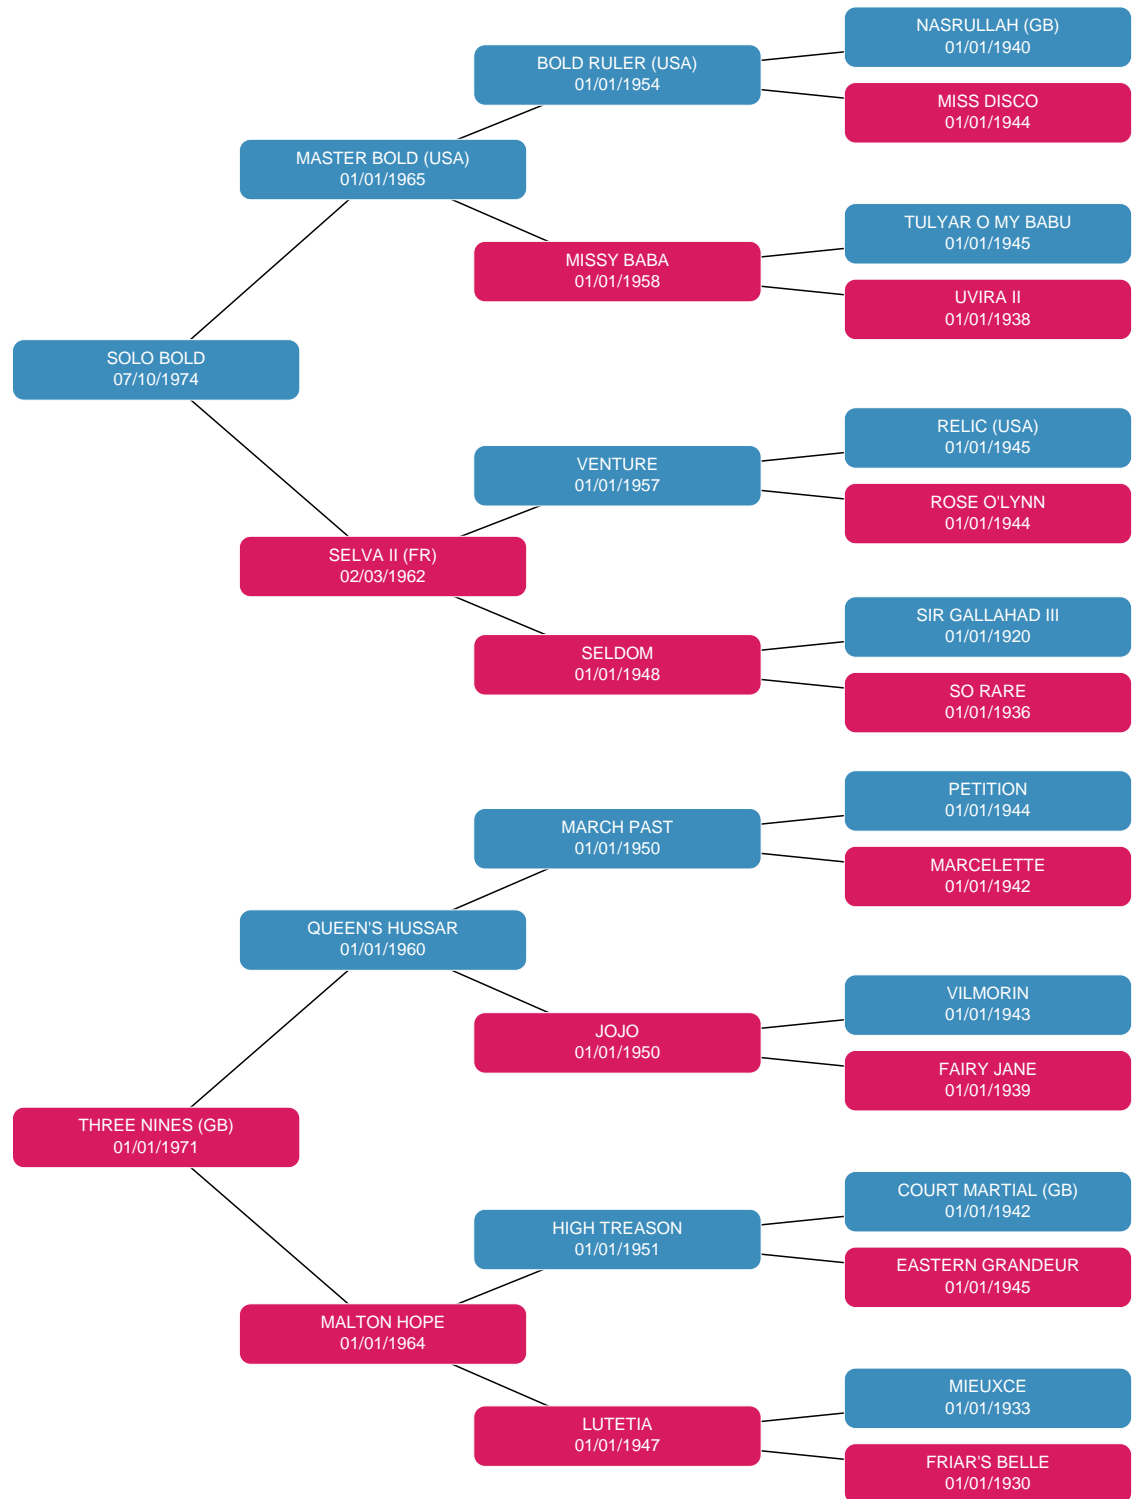 NASRULLAH (GB)
01/01/1940
BOLD RULER (USA)
01/01/1954
MISS DISCO
01/01/1944
MASTER BOLD (USA)
01/01/1965
TULYAR O MY BABU
01/01/1945
MISSY BABA
01/01/1958
UVIRA II
01/01/1938
SOLO BOLD
07/10/1974
RELIC (USA)
01/01/1945
VENTURE
01/01/1957
ROSE O'LYNN
01/01/1944
SELVA II (FR)
02/03/1962
SIR GALLAHAD III
01/01/1920
SELDOM
01/01/1948
SO RARE
01/01/1936
PETITION
01/01/1944
MARCH PAST
01/01/1950
MARCELETTE
01/01/1942
QUEEN'S HUSSAR
01/01/1960
VILMORIN
01/01/1943
JOJO
01/01/1950
FAIRY JANE
01/01/1939
THREE NINES (GB)
01/01/1971
COURT MARTIAL (GB)
01/01/1942
HIGH TREASON
01/01/1951
EASTERN GRANDEUR
01/01/1945
MALTON HOPE
01/01/1964
MIEUXCE
01/01/1933
LUTETIA
01/01/1947
FRIAR'S BELLE
01/01/1930